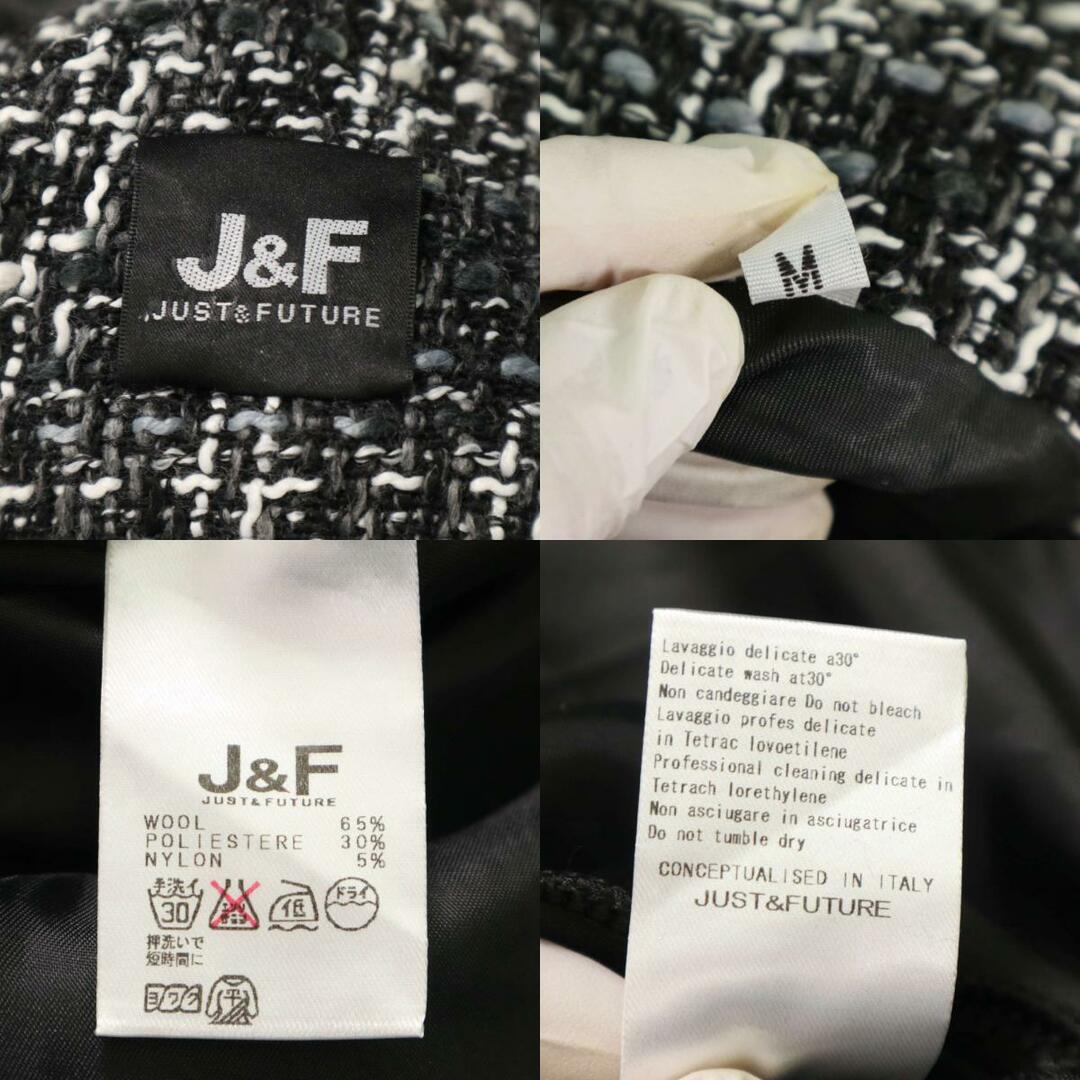 J&F
JUST&FUTURE
M
J&F
JUST&FUTURE
WOOL 65%
POLIESTERE 30%
NYLON 5%
手洗イ
30
低
ドライ
押洗いで
短時間に
ヨワク
平
Lavaggio delicate a30°
Delicate wash at30°
Non candeggiare Do not bleach
Lavaggio profes delicate
in Tetrac lovoetilene
Professional cleaning delicate in
Tetrach lorethylene
Non asciugare in asciugatrice
Do not tumble dry
CONCEPTUALISED IN ITALY
JUST&FUTURE